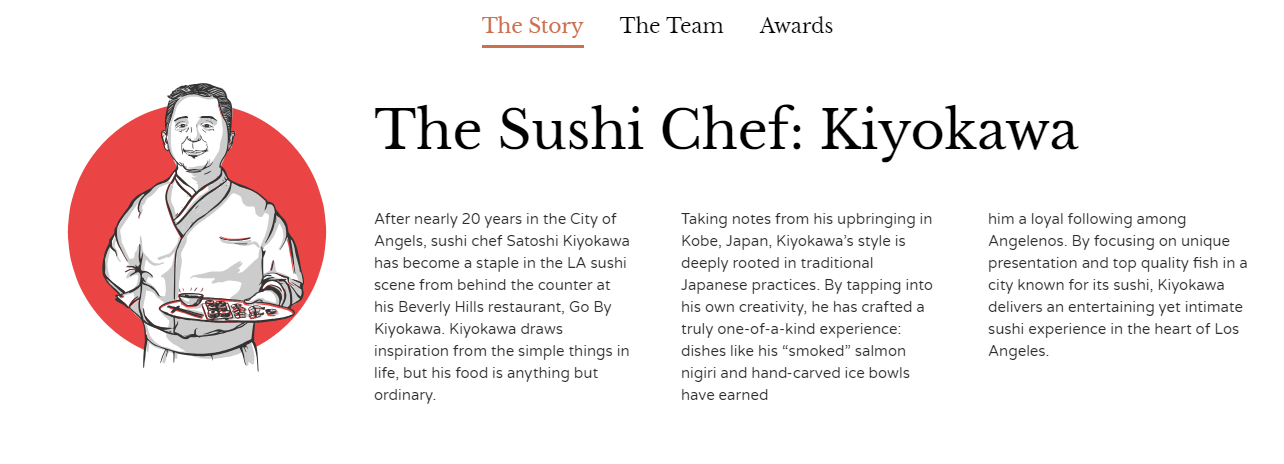 The Story
The Team
Awards
The Sushi Chef: Kiyokawa
After nearly 20 years in the City of
Angels, sushi chef Satoshi Kiyokawa
has become a staple in the LA sushi
scene from behind the counter at
his Beverly Hills restaurant, Go By
Kiyokawa. Kiyokawa draws
inspiration from the simple things in
life, but his food is anything but
ordinary.
Taking notes from his upbringing in
Kobe, Japan, Kiyokawa’s style is
deeply rooted in traditional
Japanese practices. By tapping into
his own creativity, he has crafted a
truly one-of-a-kind experience:
dishes like his “smoked” salmon
nigiri and hand-carved ice bowls
have earned
him a loyal following among
Angelenos. By focusing on unique
presentation and top quality fish in a
city known for its sushi, Kiyokawa
delivers an entertaining yet intimate
sushi experience in the heart of Los
Angeles.